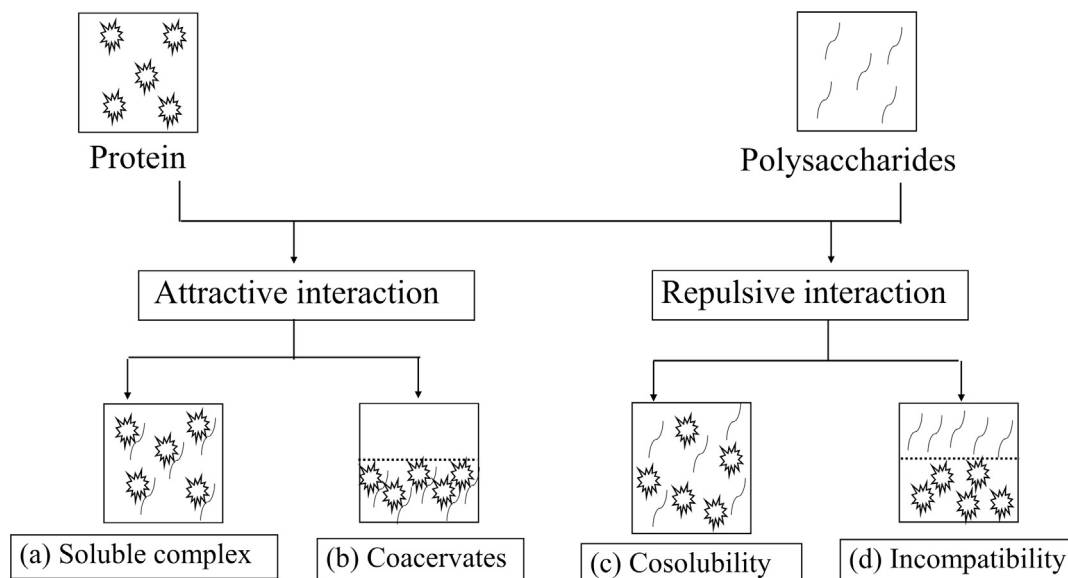 Protein
Polysaccharides
Attractive interaction
Repulsive interaction
(a) Soluble complex
(b) Coacervates
(c) Cosolubility
(d) Incompatibility